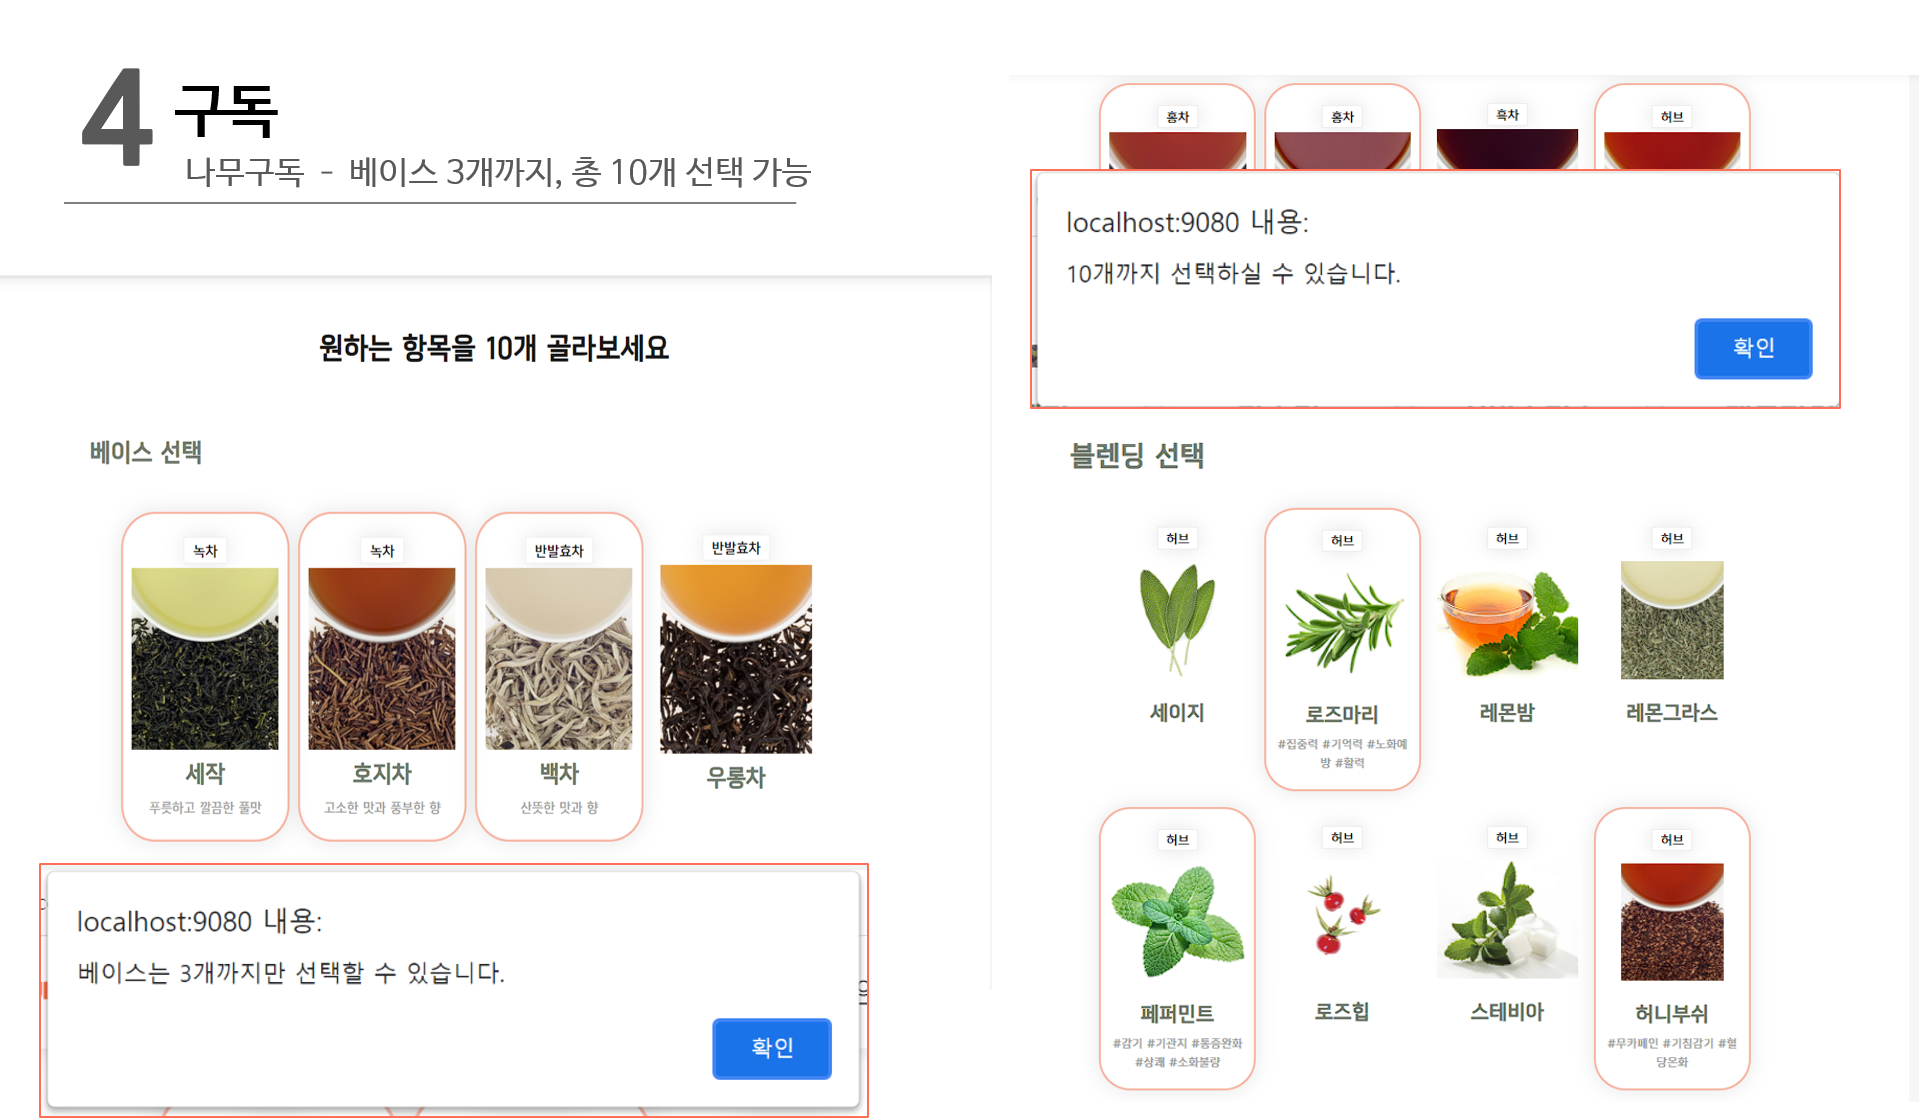 4 구독
나무구독 - 베이스 3개까지, 총 10개 선택 가능
원하는 항목을 10개 골라보세요
베이스 선택
녹차 녹차 반발효차 반발효차
세작 호지차 백차 우롱차
푸릇하고 깔끔한 풀맛 고소한 맛과 풍부한 향 산뜻한 맛과 향
localhost:9080 내용:
베이스는 3개까지만 선택할 수 있습니다.
확인
홍차 홍차 흑차 허브
localhost:9080 내용:
10개까지 선택하실 수 있습니다.
확인
블렌딩 선택
허브 허브 허브 허브
세이지 로즈마리 레몬밤 레몬그라스
#집중력 #기억력 #노화예
방 #활력
허브 허브 허브 허브
페퍼민트 로즈힙 스테비아 허니부쉬
#감기 #기관지 #통증완화 #무카페인 #기침감기 #혈
#상쾌 #소화불량 당은화